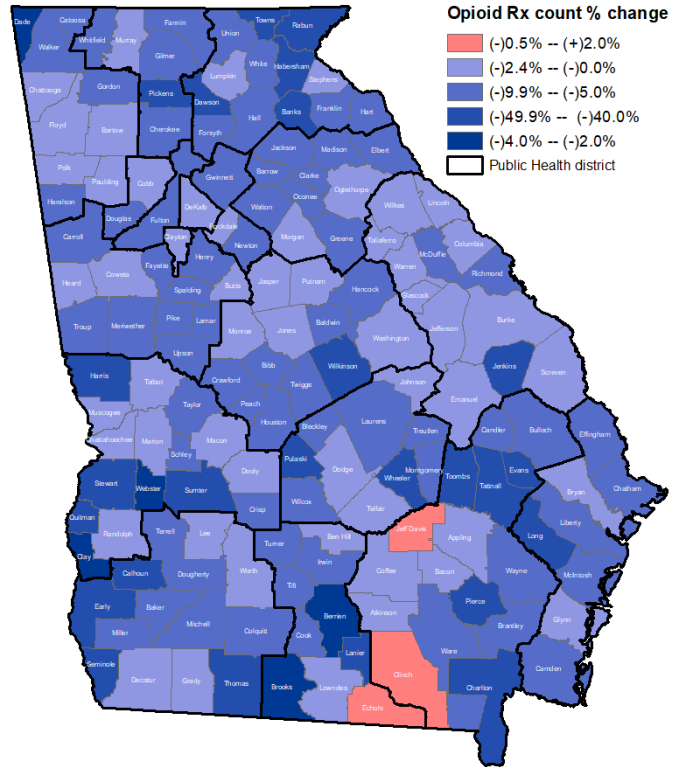 Opioid Rx count % change
(-)0.5% -- (+)2.0%
(-)2.4% -- (-)0.0%
(-)9.9% -- (-)5.0%
(-)49.9% -- (-)40.0%
(-)4.0% -- (-)2.0%
Public Health district
Dade
Catoosa
Fannin
Towns
Rabun
Walker
Whitfield
Murray
Union
Gilmer
White
Habersham
Lumpkin
Stephens
Chattooga
Gordon
Pickens
Dawson
Banks
Franklin
Hart
Floyd
Bartow
Cherokee
Forsyth
Hall
Jackson
Madison
Elbert
Polk
Paulding
Cobb
Gwinnett
Barrow
Clarke
Oglethorpe
Haralson
Douglas
Fulton
DeKalb
Rockdale
Walton
Oconee
Wilkes
Lincoln
Carroll
Clayton
Newton
Morgan
Greene
Taliaferro
McDuffie
Columbia
Fayette
Henry
Warren
Richmond
Heard
Coweta
Spalding
Butts
Jasper
Putnam
Hancock
Glascock
Troup
Meriwether
Pike
Lamar
Monroe
Jones
Baldwin
Washington
Jefferson
Burke
Upson
Harris
Talbot
Crawford
Bibb
Twiggs
Wilkinson
Johnson
Jenkins
Screven
Muscogee
Taylor
Peach
Houston
Bleckley
Laurens
Treutlen
Emanuel
Candler
Bulloch
Effingham
Chattahoochee
Marion
Macon
Schley
Dooly
Pulaski
Dodge
Wheeler
Montgomery
Toombs
Tattnall
Evans
Bryan
Chatham
Stewart
Webster
Sumter
Crisp
Wilcox
Telfair
Liberty
Long
Quitman
Randolph
Terrell
Lee
Turner
Ben Hill
Jeff Davis
Appling
Clay
Calhoun
Dougherty
Worth
Irwin
Coffee
Bacon
Wayne
McIntosh
Early
Baker
Tift
Pierce
Mitchell
Berrien
Atkinson
Brantley
Glynn
Miller
Colquitt
Cook
Lanier
Ware
Seminole
Decatur
Grady
Thomas
Brooks
Lowndes
Clinch
Charlton
Camden
Echols